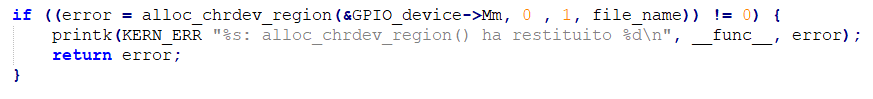 if ((error = alloc_chrdev_region(&GPIO_device->Mm, 0 , 1, file_name)) != 0) {
    printk(KERN_ERR "%s: alloc_chrdev_region() ha restituito %d\n", __func__, error);
    return error;
}